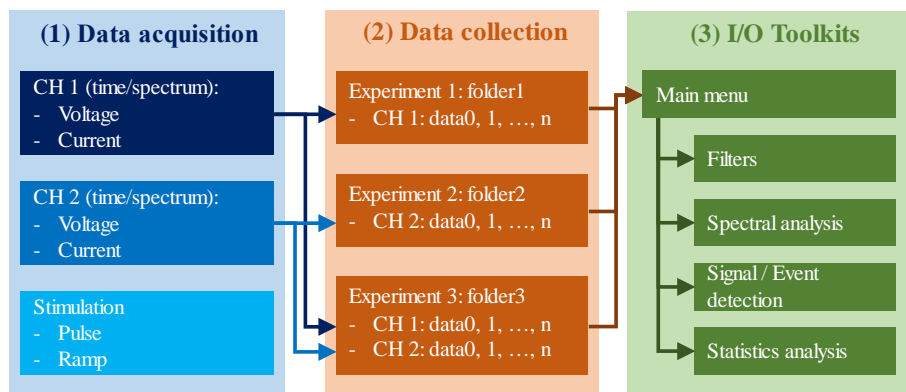 (1) Data acquisition
CH 1 (time/spectrum):
- Voltage
- Current
CH 2 (time/spectrum):
- Voltage
- Current
Stimulation
- Pulse
- Ramp
(2) Data collection
Experiment 1: folder1
- CH 1: data0, 1, …, n
Experiment 2: folder2
- CH 2: data0, 1, …, n
Experiment 3: folder3
- CH 1: data0, 1, …, n
- CH 2: data0, 1, …, n
(3) I/O Toolkits
Main menu
Filters
Spectral analysis
Signal / Event
detection
Statistics analysis